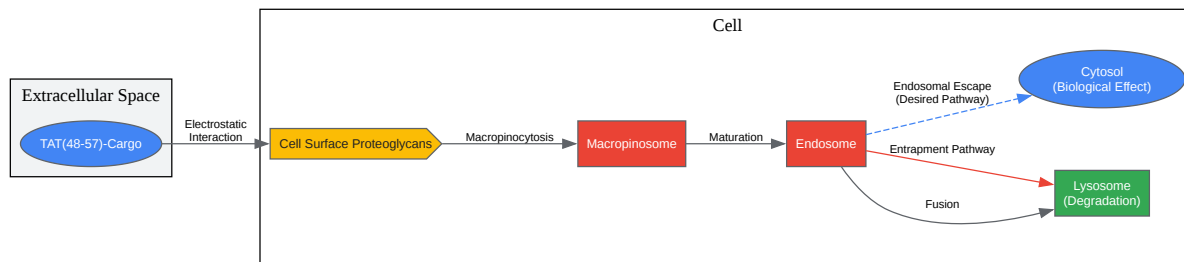 Cell
Extracellular Space
TAT(48-57)-Cargo
Electrostatic
Interaction
Cell Surface Proteoglycans
Macropinocytosis
Macropinosome
Maturation
Endosome
Endosomal Escape
(Desired Pathway)
Cytosol
(Biological Effect)
Entrapment Pathway
Lysosome
(Degradation)
Fusion